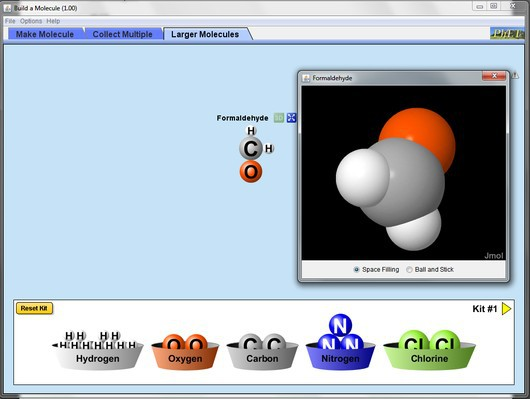 Build a Molecule (1.00)
File Options Help
Make Molecule Collect Multiple Larger Molecules
PhET
Formaldehyde
Formaldehyde 3D
H
C H
O
Jmol
Space Filling Ball and Stick
Reset Kit
Kit #1
H H H H
H H H H H H H
O O
C C
N
N N
Cl Cl
Hydrogen Oxygen Carbon Nitrogen Chlorine